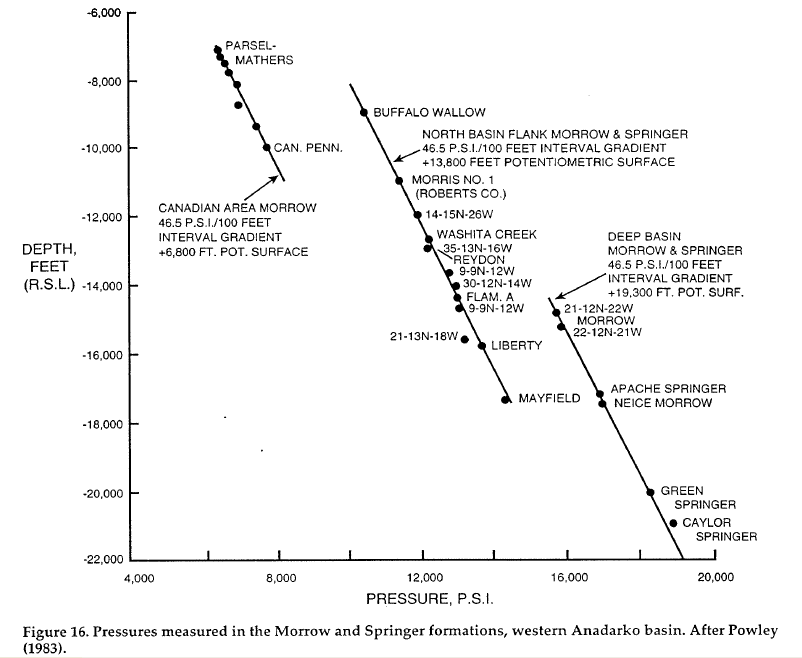 -6,000
-8,000
-10,000
-12,000
-14,000
-16,000
-18,000
-20,000
-22,000
DEPTH,
FEET
(R.S.L.)
4,000
8,000
12,000
16,000
20,000
PRESSURE, P.S.I.
PARSEL-
MATHERS
CAN. PENN.
CANADIAN AREA MORROW
46.5 P.S.I./100 FEET
INTERVAL GRADIENT
+6,800 FT. POT. SURFACE
BUFFALO WALLOW
NORTH BASIN FLANK MORROW & SPRINGER
46.5 P.S.I./100 FEET INTERVAL GRADIENT
+13,800 FEET POTENTIOMETRIC SURFACE
MORRIS NO. 1
(ROBERTS CO.)
14-15N-26W
WASHITA CREEK
35-13N-16W
REYDON
9-9N-12W
30-12N-14W
FLAM. A
9-9N-12W
21-13N-18W
LIBERTY
MAYFIELD
DEEP BASIN
MORROW & SPRINGER
46.5 P.S.I./100 FEET
INTERVAL GRADIENT
+19,300 FT. POT. SURF.
21-12N-22W
MORROW
22-12N-21W
APACHE SPRINGER
NEICE MORROW
GREEN
SPRINGER
CAYLOR
SPRINGER
Figure 16. Pressures measured in the Morrow and Springer formations, western Anadarko basin. After Powley
(1983).